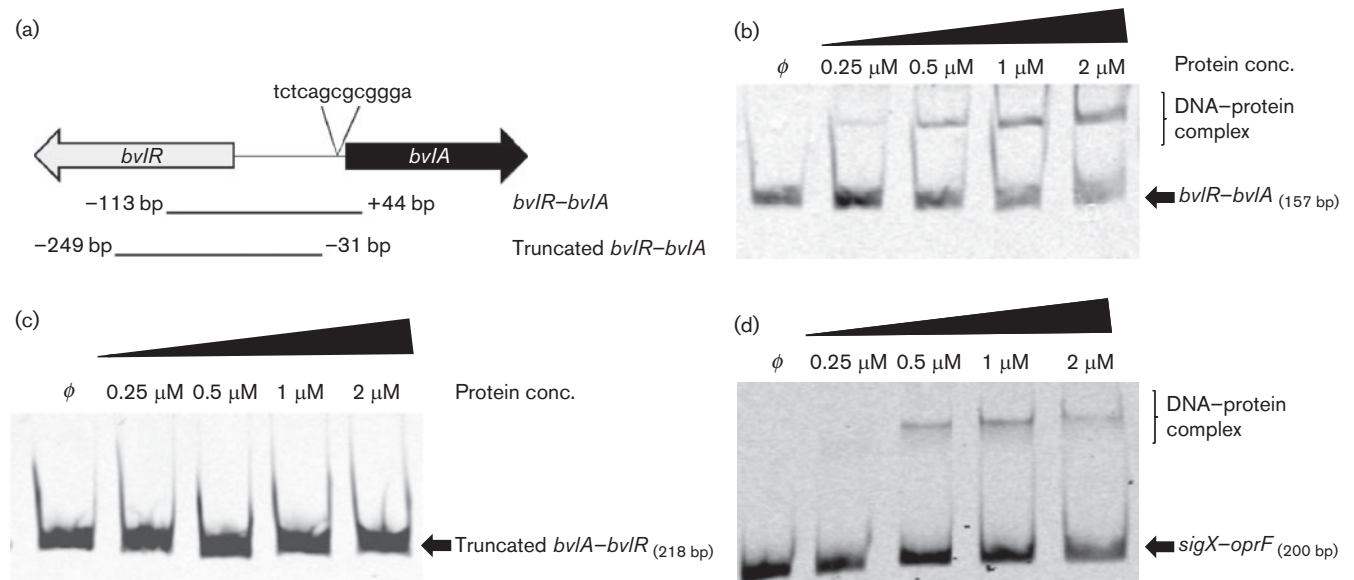 (a)
tctcagcgcggga
bvlR
bvlA
−113 bp
+44 bp
bvlR–bvlA
−249 bp
−31 bp
Truncated bvlR–bvlA
(b)
ϕ 0.25 μM 0.5 μM 1 μM 2 μM Protein conc.
DNA–protein
complex
bvlR–bvlA (157 bp)
(c)
ϕ 0.25 μM 0.5 μM 1 μM 2 μM Protein conc.
Truncated bvlA–bvlR (218 bp)
(d)
ϕ 0.25 μM 0.5 μM 1 μM 2 μM
DNA–protein
complex
sigX–oprF (200 bp)